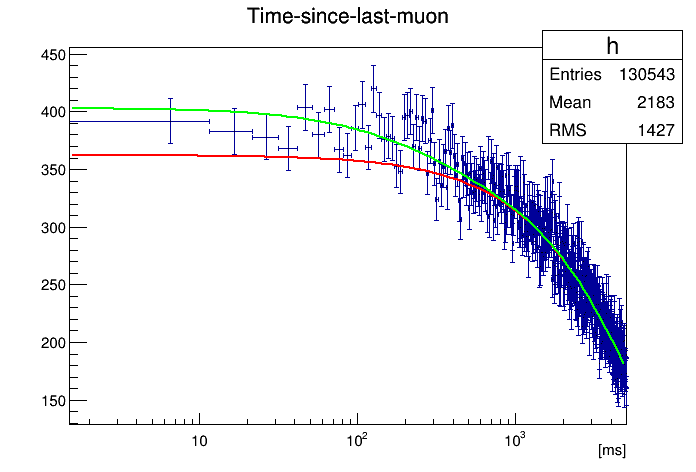 Time-since-last-muon
h
Entries 130543
Mean 2183
RMS 1427
450
400
350
300
250
200
150
10
10²
10³
[ms]